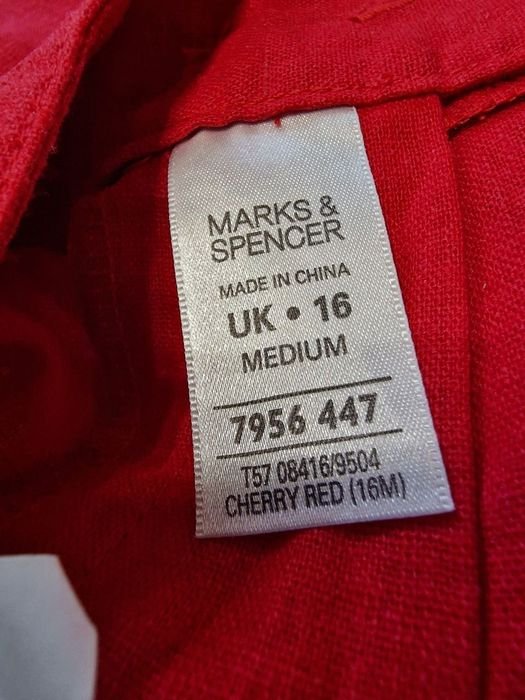 MARKS &
SPENCER
MADE IN CHINA
UK • 16
MEDIUM
7956 447
T57 08416/9504
CHERRY RED (16M)